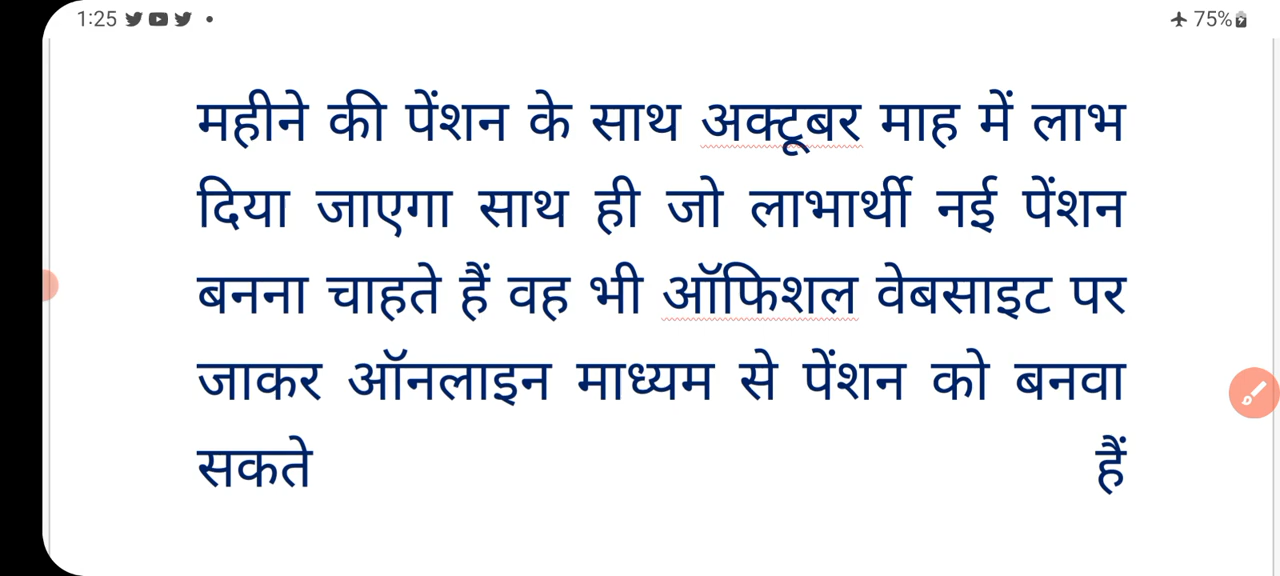 1:25 75%
महीने की पेंशन के साथ अक्टूबर माह में लाभ
दिया जाएगा साथ ही जो लाभार्थी नई पेंशन
बनना चाहते हैं वह भी ऑफिशल वेबसाइट पर
जाकर ऑनलाइन माध्यम से पेंशन को बनवा
सकते हैं